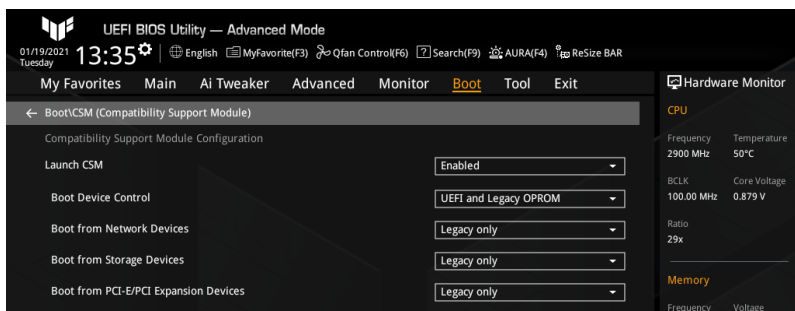 UEFI BIOS Utility — Advanced Mode
01/19/2021 Tuesday 13:35 English MyFavorite(F3) Qfan Control(F6) ? Search(F9) AURA(F4) ReSize BAR
My Favorites Main Ai Tweaker Advanced Monitor Boot Tool Exit
Hardware Monitor
← Boot\CSM (Compatibility Support Module)
Compatibility Support Module Configuration
Launch CSM Enabled
Boot Device Control UEFI and Legacy OPROM
Boot from Network Devices Legacy only
Boot from Storage Devices Legacy only
Boot from PCI-E/PCI Expansion Devices Legacy only
CPU
Frequency Temperature
2900 MHz 50°C
BCLK Core Voltage
100.00 MHz 0.879 V
Ratio
29x
Memory
Frequency Voltage